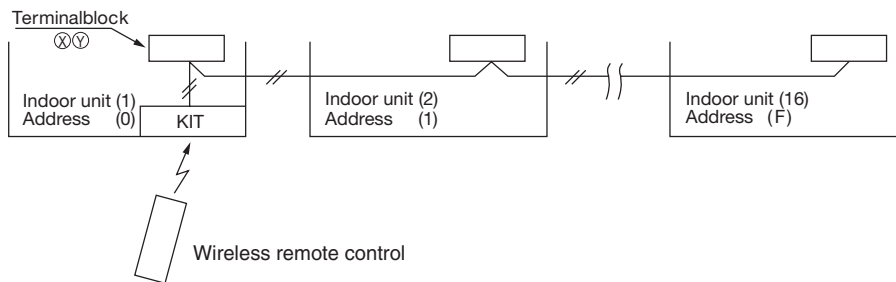 Terminalblock
ⓍⓎ
Indoor unit (1)
Address (0)
KIT
Indoor unit (2)
Address (1)
Indoor unit (16)
Address (F)
Wireless remote control